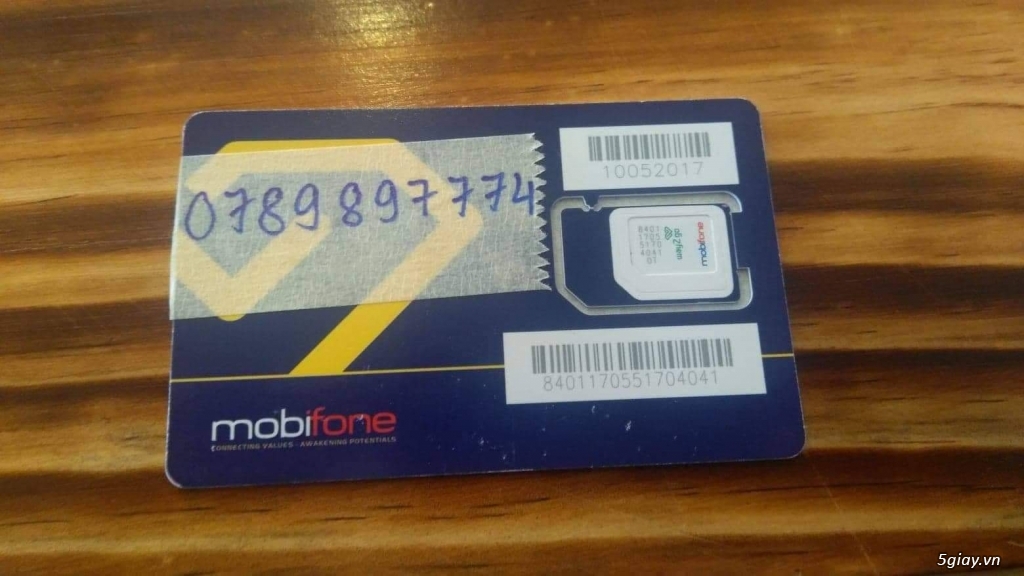 0789897774
10052017
8401
1705
5170
4041
01
mobifone
8401170551704041
mobifone
CONNECTING VALUES - AWAKENING POTENTIALS
5giay.vn